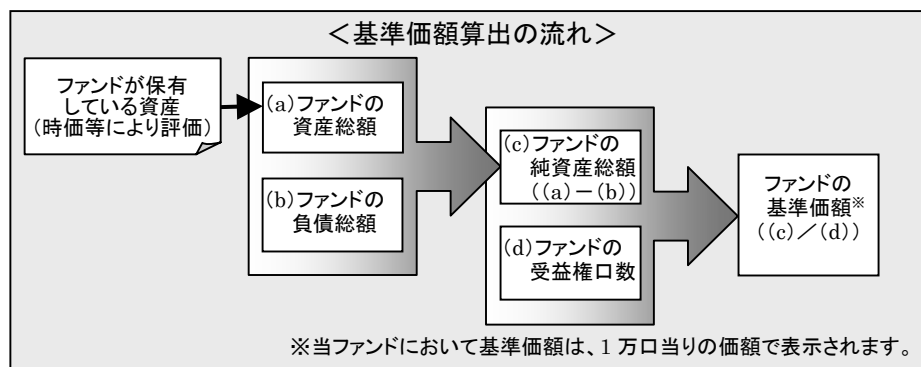 ＜基準価額算出の流れ＞
ファンドが保有
している資産
(時価等により評価)
(a)ファンドの
資産総額
(b)ファンドの
負債総額
(c)ファンドの
純資産総額
((a)－(b))
(d)ファンドの
受益権口数
ファンドの
基準価額※
((c)／(d))
※当ファンドにおいて基準価額は、1万口当りの価額で表示されます。